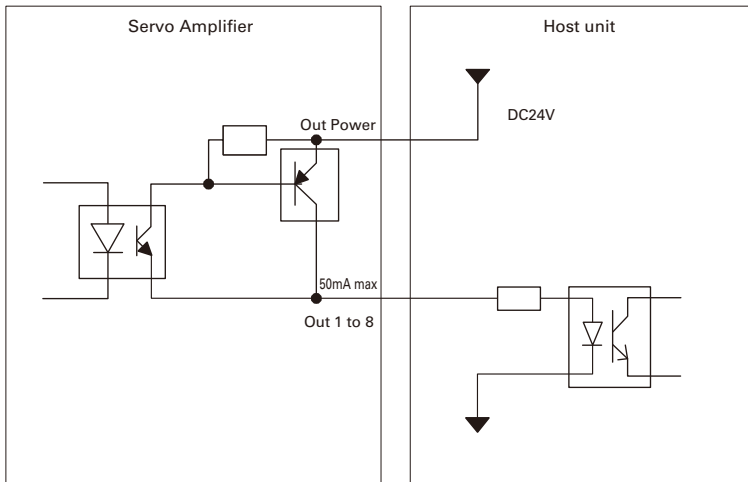 Servo Amplifier
Host unit
Out Power
DC24V
50mA max
Out 1 to 8